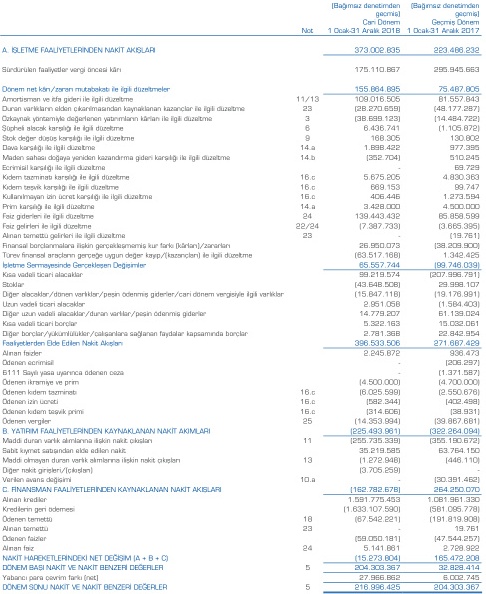 (Bağımsız denetimden geçmiş) (Bağımsız denetimden geçmiş)
Cari Dönem Geçmiş Dönem
Not 1 Ocak-31 Aralık 2018 1 Ocak-31 Aralık 2017
A. İŞLETME FAALİYETLERİNDEN NAKİT AKIŞLARI 373.002.835 223.486.232
Sürdürülen faaliyetler vergi öncesi kârı 175.110.867 295.945.663
Dönem net kârı/zararı mutabakatı ile ilgili düzeltmeler 155.864.895 75.487.805
Amortisman ve itfa gideri ile ilgili düzeltme 11/13 109.016.505 81.557.843
Duran varlıkların elden çıkarılmasından kaynaklanan kazançlar ile ilgili düzeltme 23 (28.270.659) (48.177.287)
Özkaynak yöntemiyle değerlenen yatırımların kârları ile ilgili düzeltme 3 (38.699.123) (14.484.722)
Şüpheli alacak karşılığı ile ilgili düzeltme 6 6.436.741 (1.105.872)
Stok değer düşüş karşılığı ile ilgili düzeltme 9 168.305 130.802
Dava karşılığı ile ilgili düzeltme 14.a 1.898.422 977.395
Maden sahası doğaya yeniden kazandırma gideri karşılığı ile ilgili düzeltme 14.b (352.704) 510.245
Ecrimisil karşılığı ile ilgili düzeltme - 69.729
Kıdem tazminatı karşılığı ile ilgili düzeltme 16.c 5.675.205 4.830.363
Kıdem teşvik karşılığı ile ilgili düzeltme 16.c 669.153 99.747
Kullanılmayan izin ücret karşılığı ile ilgili düzeltme 16.c 406.446 1.273.594
Prim karşılığı ile ilgili düzeltme 14.a 3.428.000 4.500.000
Faiz giderleri ile ilgili düzeltme 24 139.443.432 85.858.599
Faiz gelirleri ile ilgili düzeltme 22/24 (7.387.733) (3.665.395)
Alınan temettü gelirleri ile ilgili düzeltme 23 - (19.761)
Finansal borçlanmalara ilişkin gerçekleşmemiş kur farkı (kârları)/zararları 26.950.073 (38.209.900)
Türev finansal araçların gerçeğe uygun değer kayıp/(kazançları) ile ilgili düzeltme (63.517.168) 1.342.425
İşletme Sermayesinde Gerçekleşen Değişimler 65.557.744 (99.746.039)
Kısa vadeli ticari alacaklar 99.219.574 (207.996.791)
Stoklar (43.648.508) 29.998.107
Diğer alacaklar/dönen varlıklar/peşin ödenmiş giderler/cari dönem vergisiyle ilgili varlıklar (15.847.118) (19.176.991)
Uzun vadeli ticari alacaklar 2.951.058 (1.584.403)
Diğer uzun vadeli alacaklar/duran varlıklar/peşin ödenmiş giderler 14.779.207 61.139.024
Kısa vadeli ticari borçlar 5.322.163 15.032.061
Diğer borçlar/yükümlülükler/çalışanlara sağlanan faydalar kapsamında borçlar 2.781.368 22.842.954
Faaliyetlerden Elde Edilen Nakit Akışları 396.533.506 271.687.429
Alınan faizler 2.245.872 936.473
Ödenen ecrimisil - (206.297)
6111 Sayılı yasa uyarınca ödenen ceza - (1.371.587)
Ödenen ikramiye ve prim (4.500.000) (4.700.000)
Ödenen kıdem tazminatı 16.c (6.025.599) (2.550.676)
Ödenen izin ücreti 16.c (582.344) (402.498)
Ödenen kıdem teşvik primi 16.c (314.606) (38.931)
Ödenen vergiler 25 (14.353.994) (39.867.681)
B. YATIRIM FAALİYETLERİNDEN KAYNAKLANAN NAKİT AKIMLARI (225.493.961) (322.264.094)
Maddi duran varlık alımlarına ilişkin nakit çıkışları 11 (255.735.339) (355.190.672)
Sabit kıymet satışından elde edilen nakit 35.219.585 63.764.150
Maddi olmayan duran varlık alımlarına ilişkin nakit çıkışları 13 (1.272.948) (446.110)
Diğer nakit girişleri/(çıkışları) (3.705.259) -
Verilen avans değişimi 10.a - (30.391.462)
C. FİNANSMAN FAALİYETLERİNDEN KAYNAKLANAN NAKİT AKIŞLARI (162.782.678) 264.250.070
Alınan krediler 1.591.775.453 1.081.961.330
Kredilerin geri ödemesi (1.633.107.590) (581.095.778)
Ödenen temettü 18 (67.542.221) (191.819.908)
Alınan temettü 23 - 19.761
Ödenen faizler (59.050.181) (47.544.257)
Alınan faiz 24 5.141.861 2.728.922
NAKİT HAREKETLERİNDEKİ NET DEĞİŞİM (A + B + C) (15.273.804) 165.472.208
DÖNEM BAŞI NAKİT VE NAKİT BENZERİ DEĞERLER 5 204.303.367 32.828.414
Yabancı para çevrim farkı (net) 27.966.862 6.002.745
DÖNEM SONU NAKİT VE NAKİT BENZERİ DEĞERLER 5 216.996.425 204.303.367